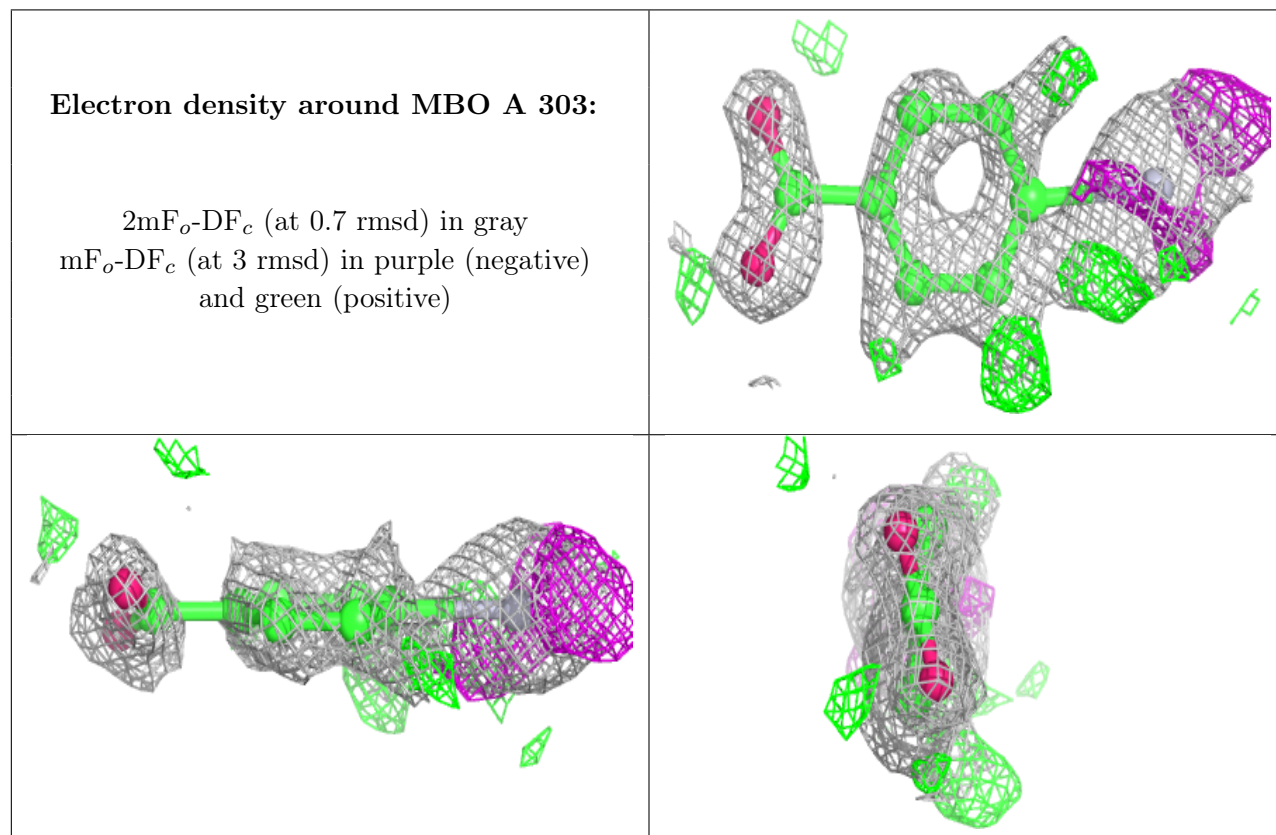 Electron density around MBO A 303:
2mFo-DFc (at 0.7 rmsd) in gray
mFo-DFc (at 3 rmsd) in purple (negative)
and green (positive)